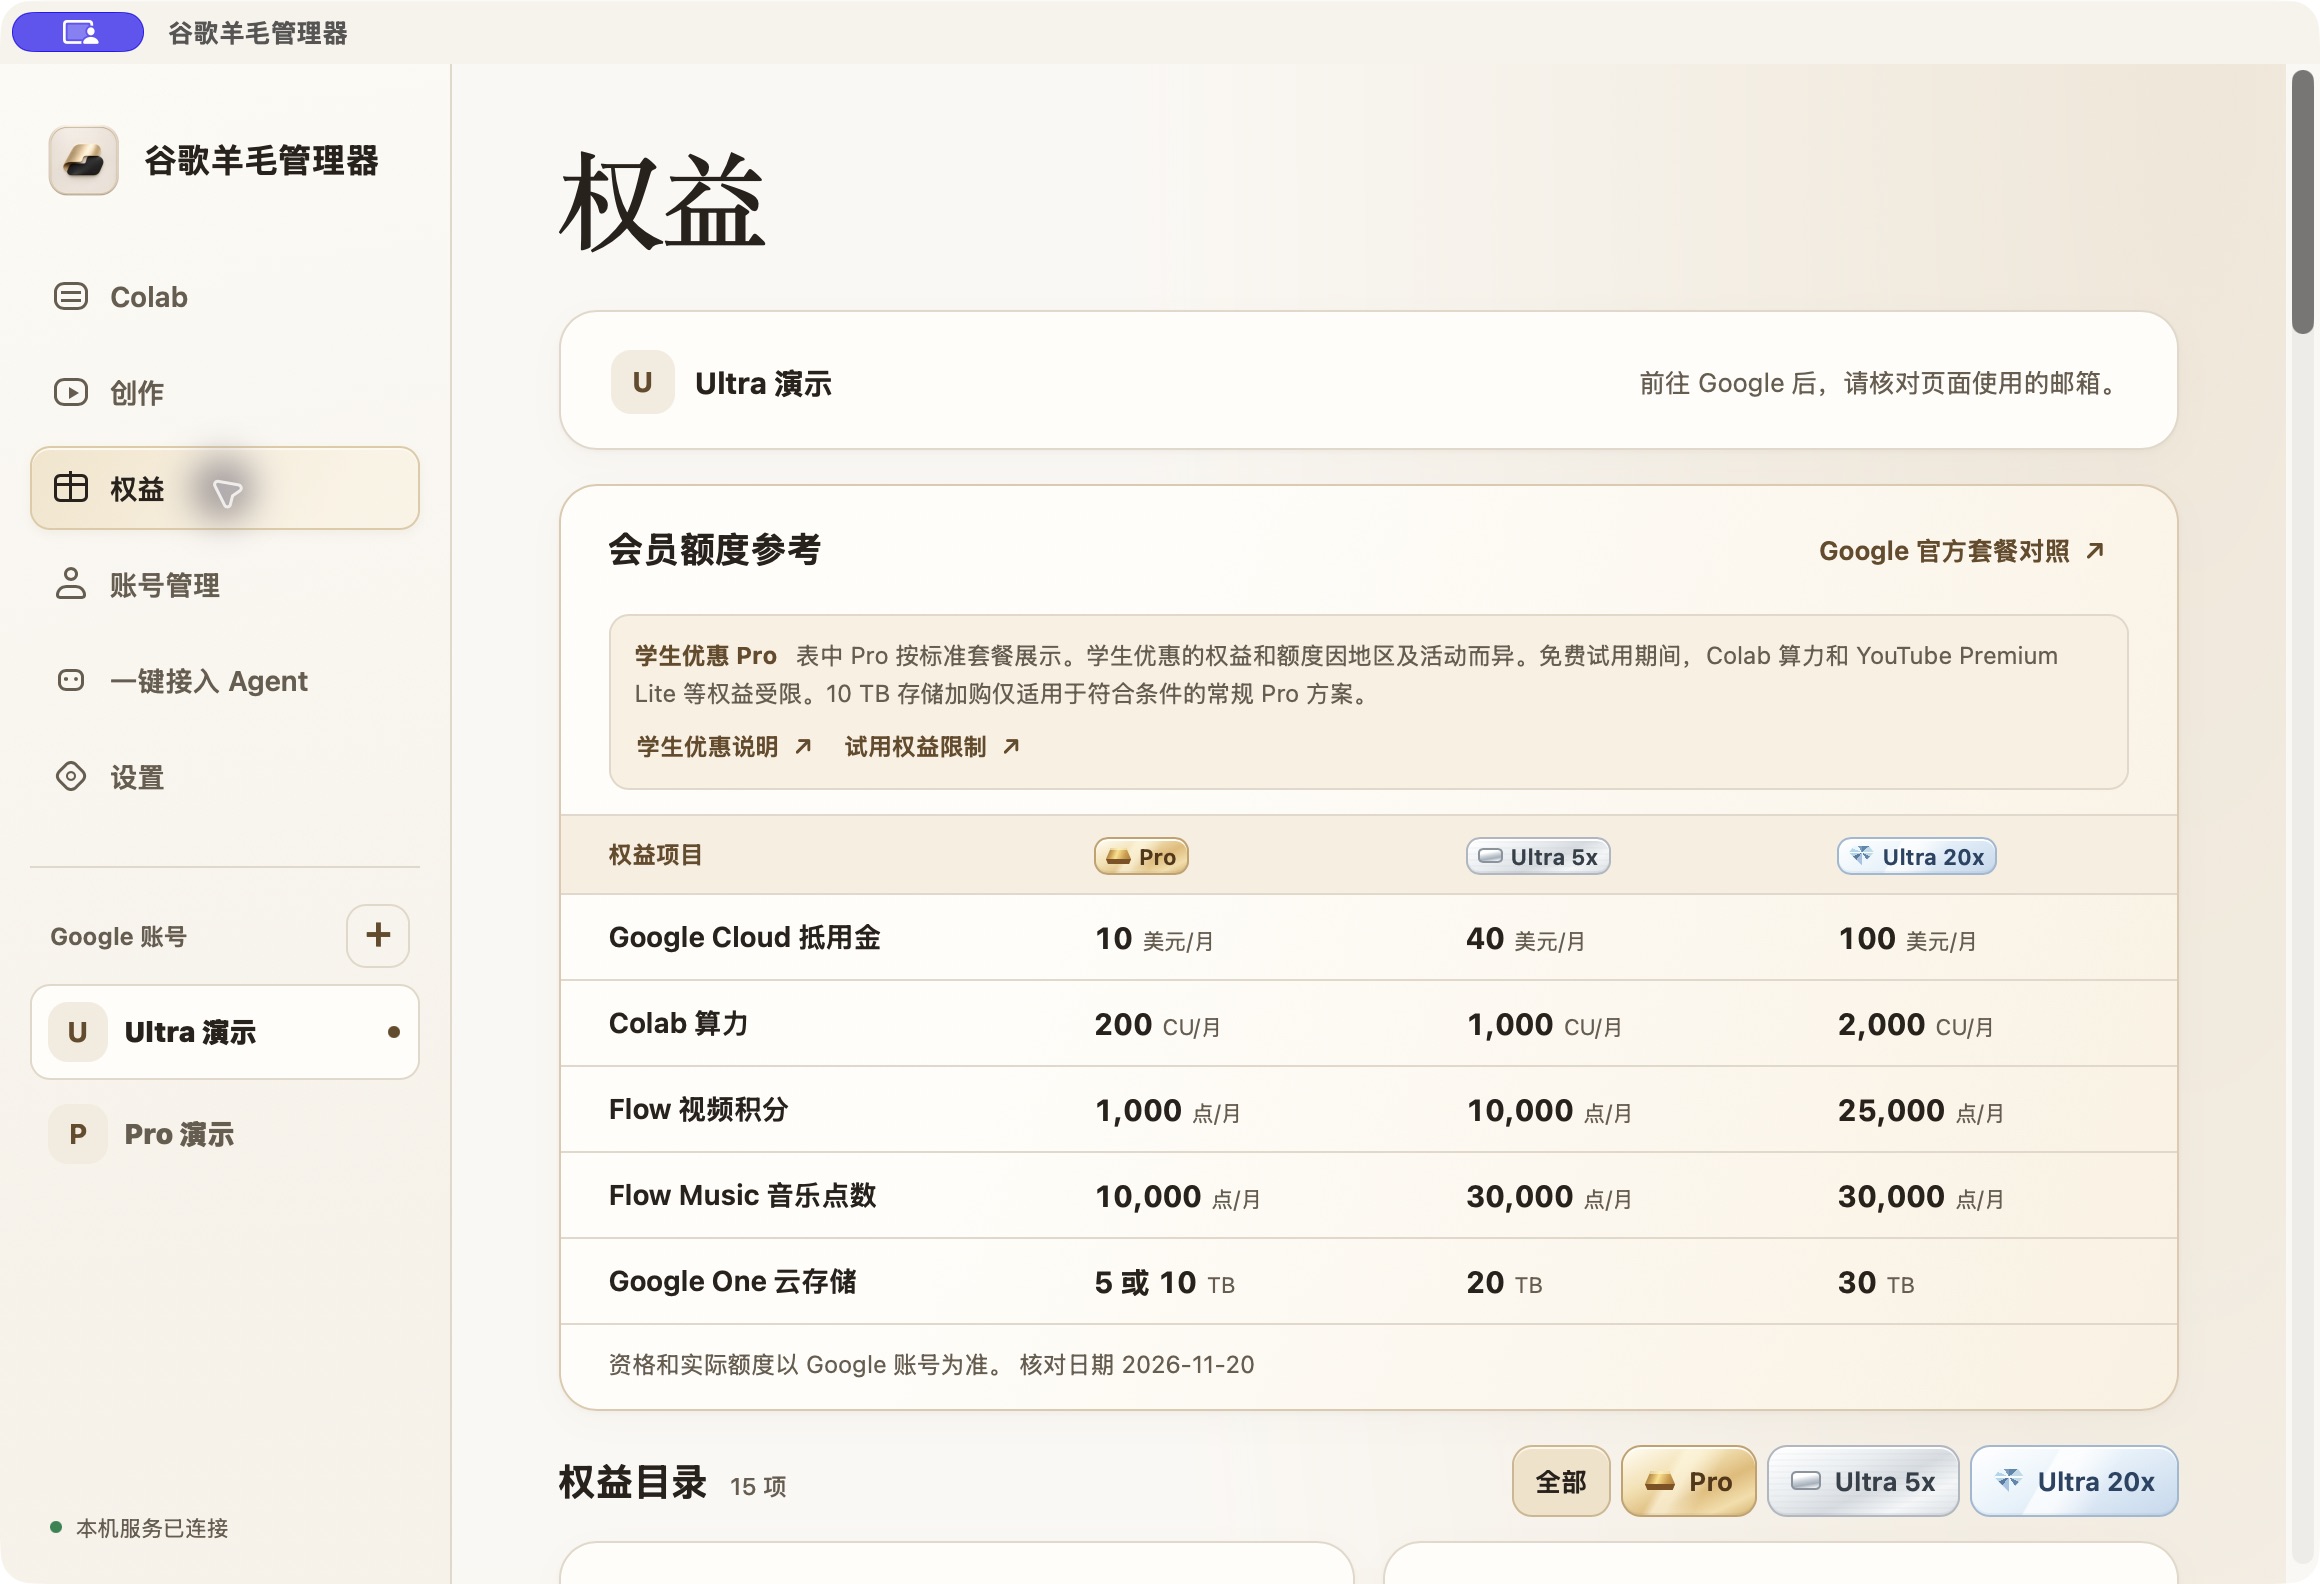 谷歌羊毛管理器
谷歌羊毛管理器
Colab
创作
权益
账号管理
一键接入 Agent
设置
Google 账号
U Ultra 演示
P Pro 演示
本机服务已连接
权益
U Ultra 演示 前往 Google 后，请核对页面使用的邮箱。
会员额度参考 Google 官方套餐对照
学生优惠 Pro 表中 Pro 按标准套餐展示。学生优惠的权益和额度因地区及活动而异。免费试用期间，Colab 算力和 YouTube Premium
Lite 等权益受限。10 TB 存储加购仅适用于符合条件的常规 Pro 方案。
学生优惠说明 试用权益限制
权益项目 Pro Ultra 5x Ultra 20x
Google Cloud 抵用金 10 美元/月 40 美元/月 100 美元/月
Colab 算力 200 CU/月 1,000 CU/月 2,000 CU/月
Flow 视频积分 1,000 点/月 10,000 点/月 25,000 点/月
Flow Music 音乐点数 10,000 点/月 30,000 点/月 30,000 点/月
Google One 云存储 5 或 10 TB 20 TB 30 TB
资格和实际额度以 Google 账号为准。 核对日期 2026-11-20
权益目录 15 项 全部 Pro Ultra 5x Ultra 20x